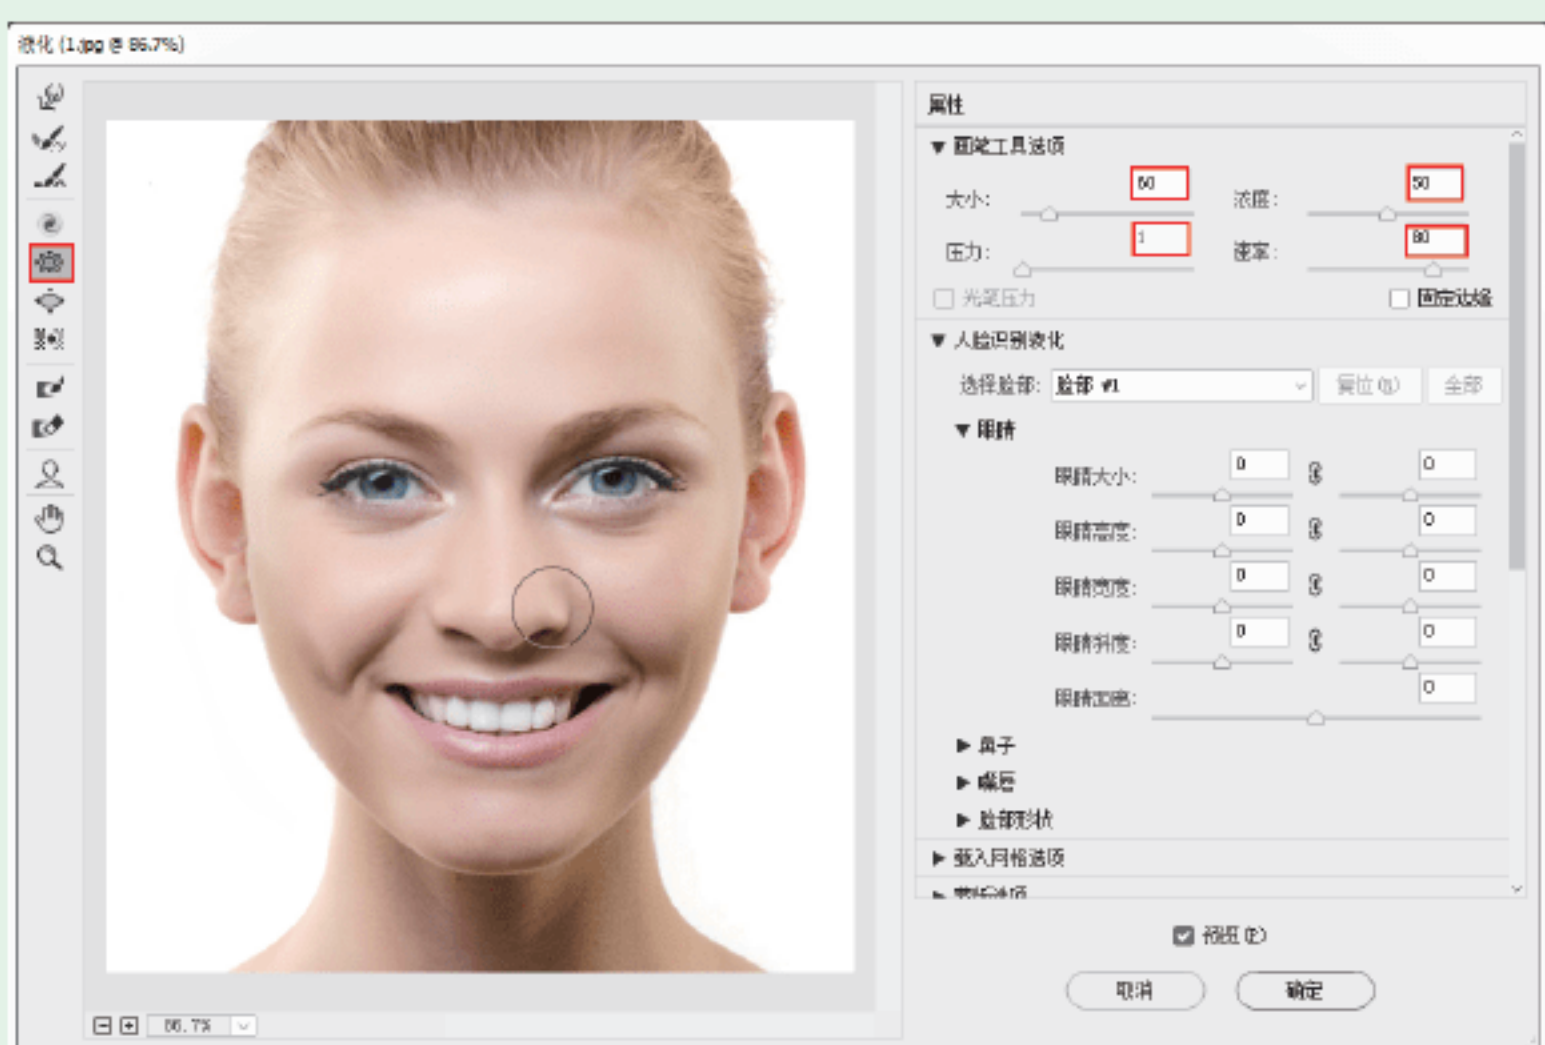 液化 (1.jpg @ 86.7%)
属性
画笔工具选项
大小: 60
浓度: 50
压力: 1
速率: 80
光笔压力
固定边缘
人脸识别液化
选择脸部: 脸部 #1
复位(R)
全部
眼睛
眼睛大小: 0 0
眼睛高度: 0 0
眼睛宽度: 0 0
眼睛斜度: 0 0
眼睛距离: 0
鼻子
嘴唇
脸部形状
载入网格选项
蒙版选项
预览(P)
取消
确定
86.7%